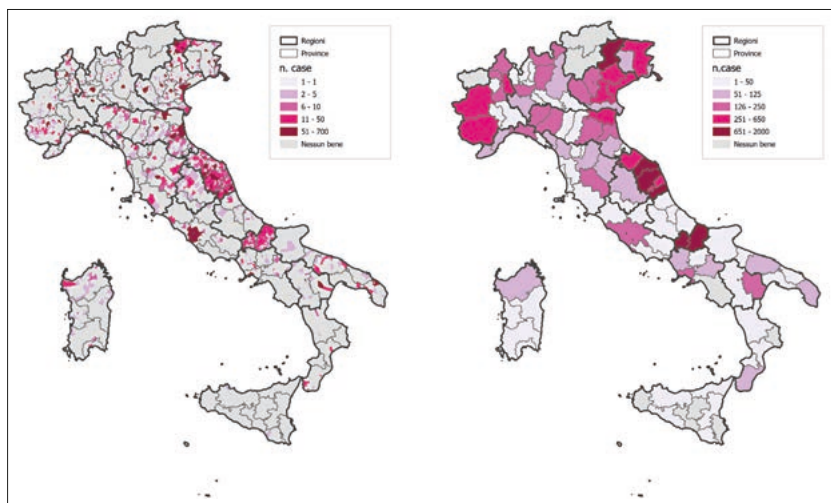 Regioni
Province
n. case
1 - 1
2 - 5
6 - 10
11 - 50
51 - 700
Nessun bene
Regioni
Province
n.case
1 - 50
51 - 125
126 - 250
251 - 650
651 - 2000
Nessun bene